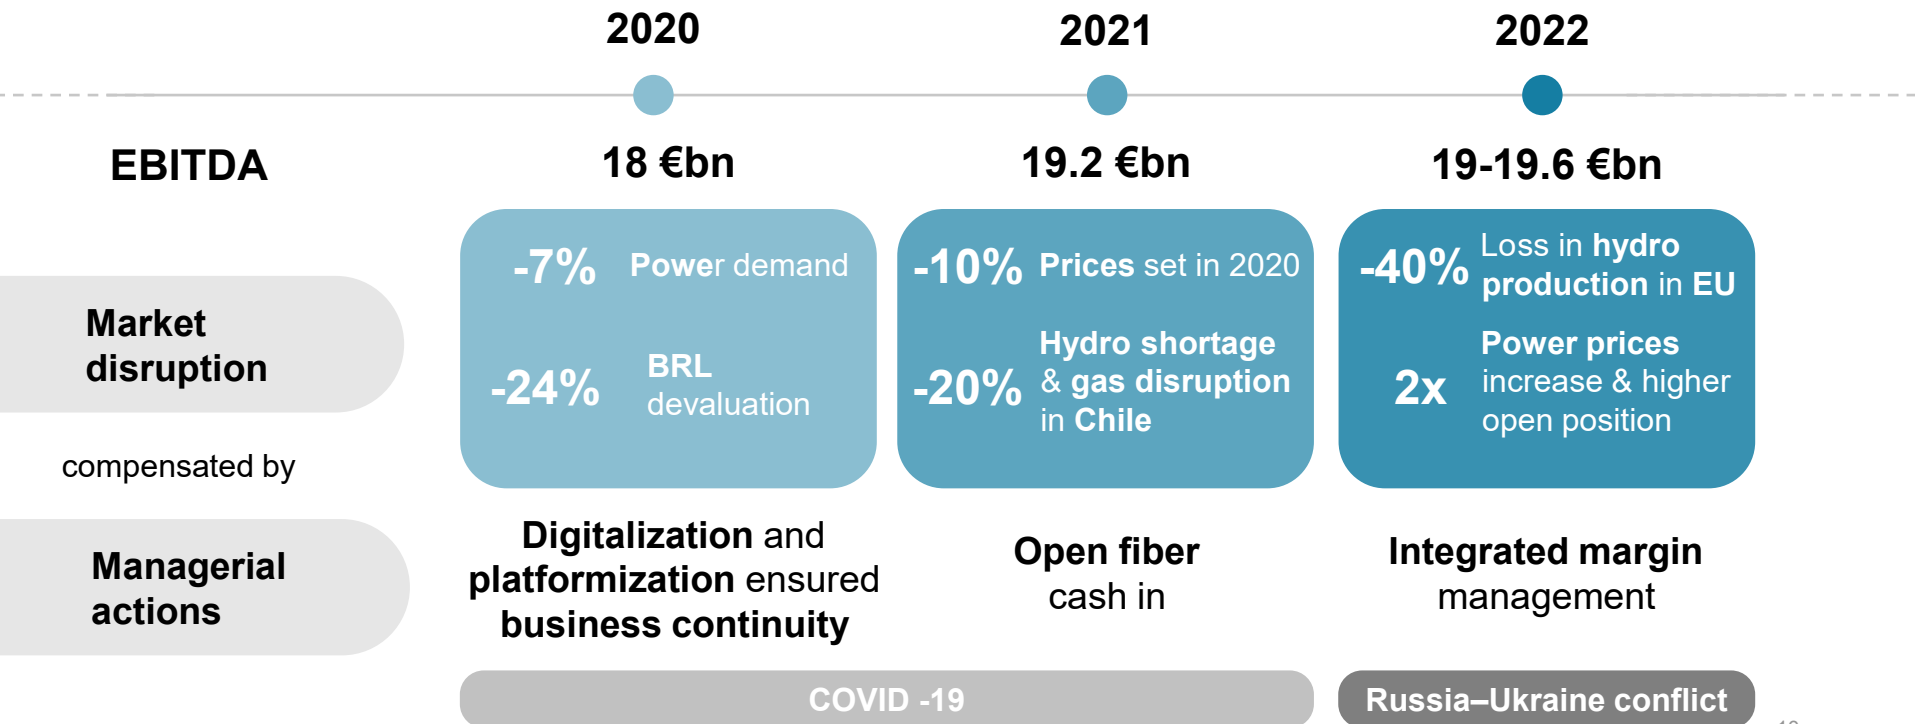 2020
2021
2022
EBITDA
18 €bn
19.2 €bn
19-19.6 €bn
Market
disruption
-7%
Power demand
-24%
BRL
devaluation
-10%
Prices set in 2020
-20%
Hydro shortage
& gas disruption
in Chile
-40%
Loss in hydro
production in EU
2x
Power prices
increase & higher
open position
compensated by
Managerial
actions
Digitalization and
platformization ensured
business continuity
Open fiber
cash in
Integrated margin
management
COVID -19
Russia–Ukraine conflict